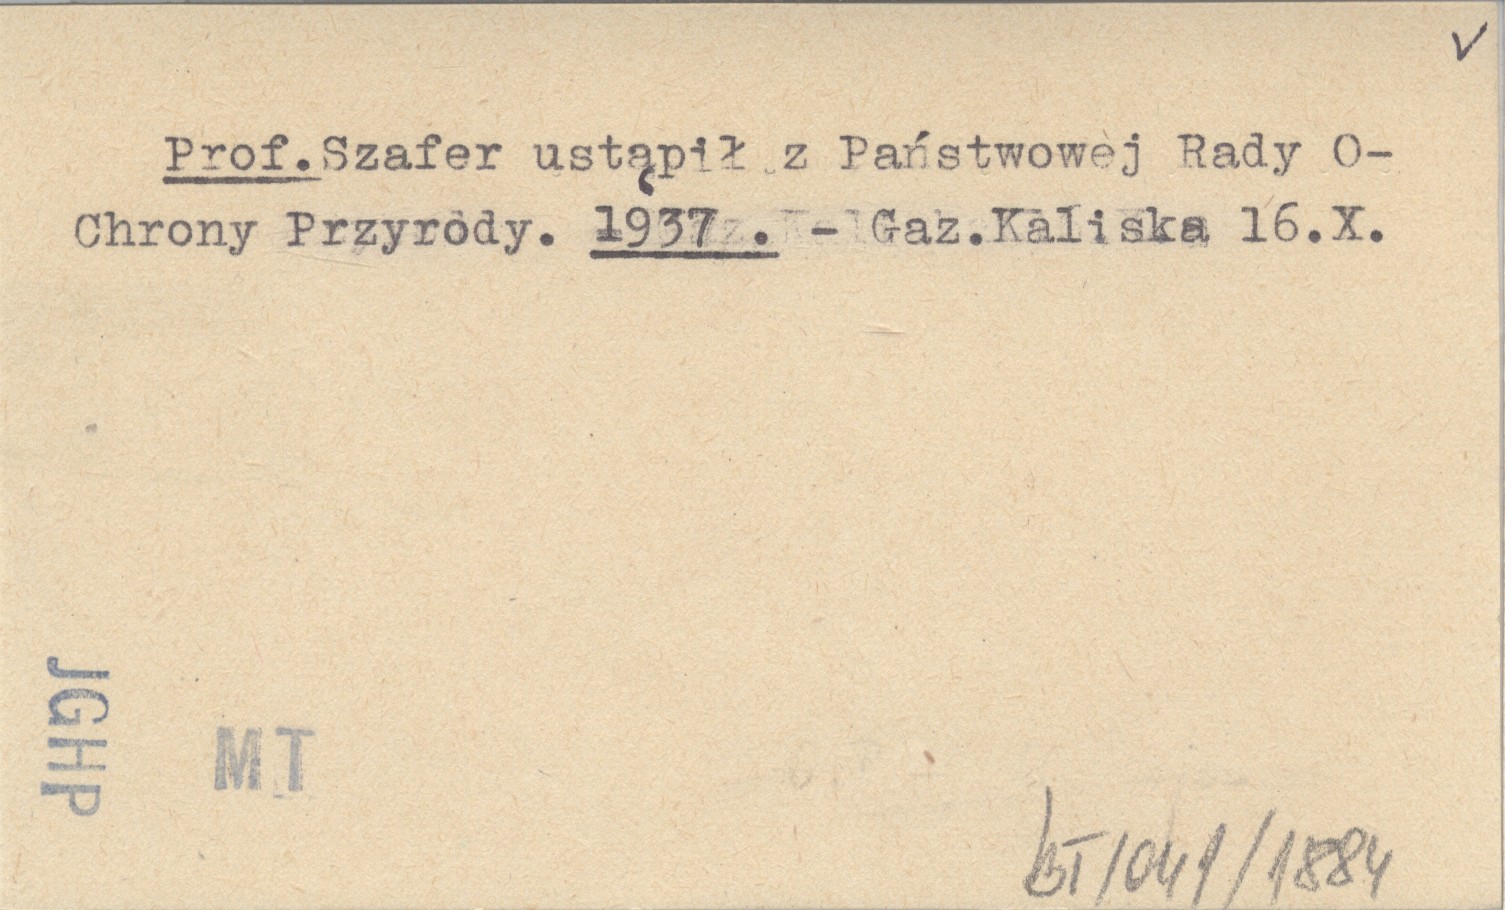 ✓
Prof.Szafer ustąpił z Państwowej Rady O-
Chrony Przyrody. 1937 . - Gaz.Kaliska 16.X.
JGHP
MT
BT/041/1884